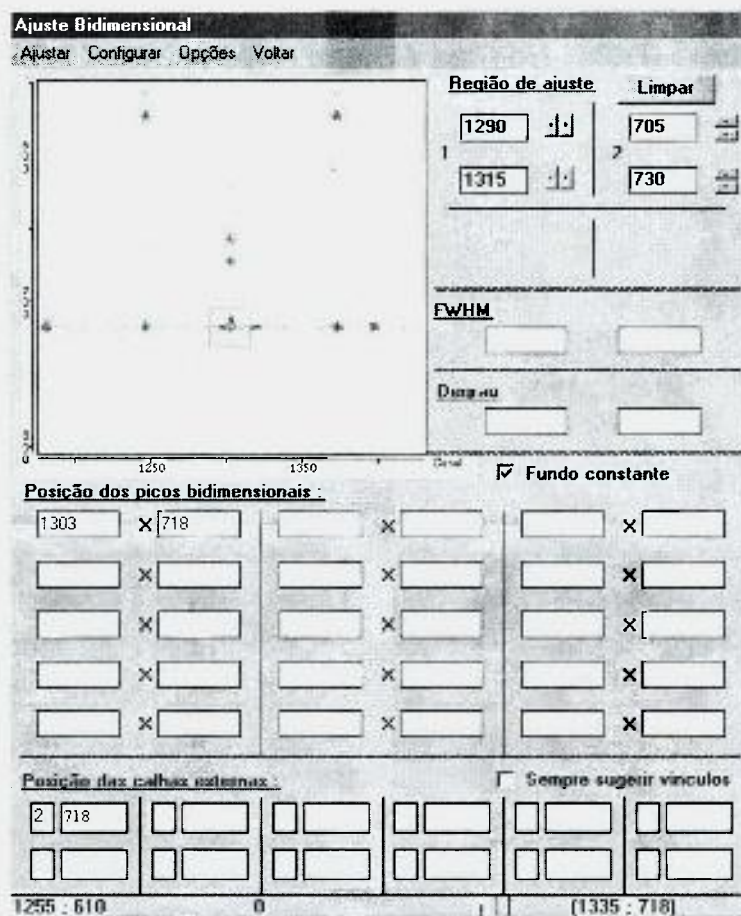 Ajuste Bidimensional
Ajustar Configurar Opções Voltar
Região de ajuste Limpar
1290 705
1 2
1315 730
FWHM
Degrau
1250 1350
Canal
Fundo constante
Posição dos picos bidimensionais :
1303 X 718 X X
X X X
X X X
X X X
X X X
Posição das calhas externas : Sempre sugerir vínculos
2 718
1255 : 610 0 [1335 : 718]